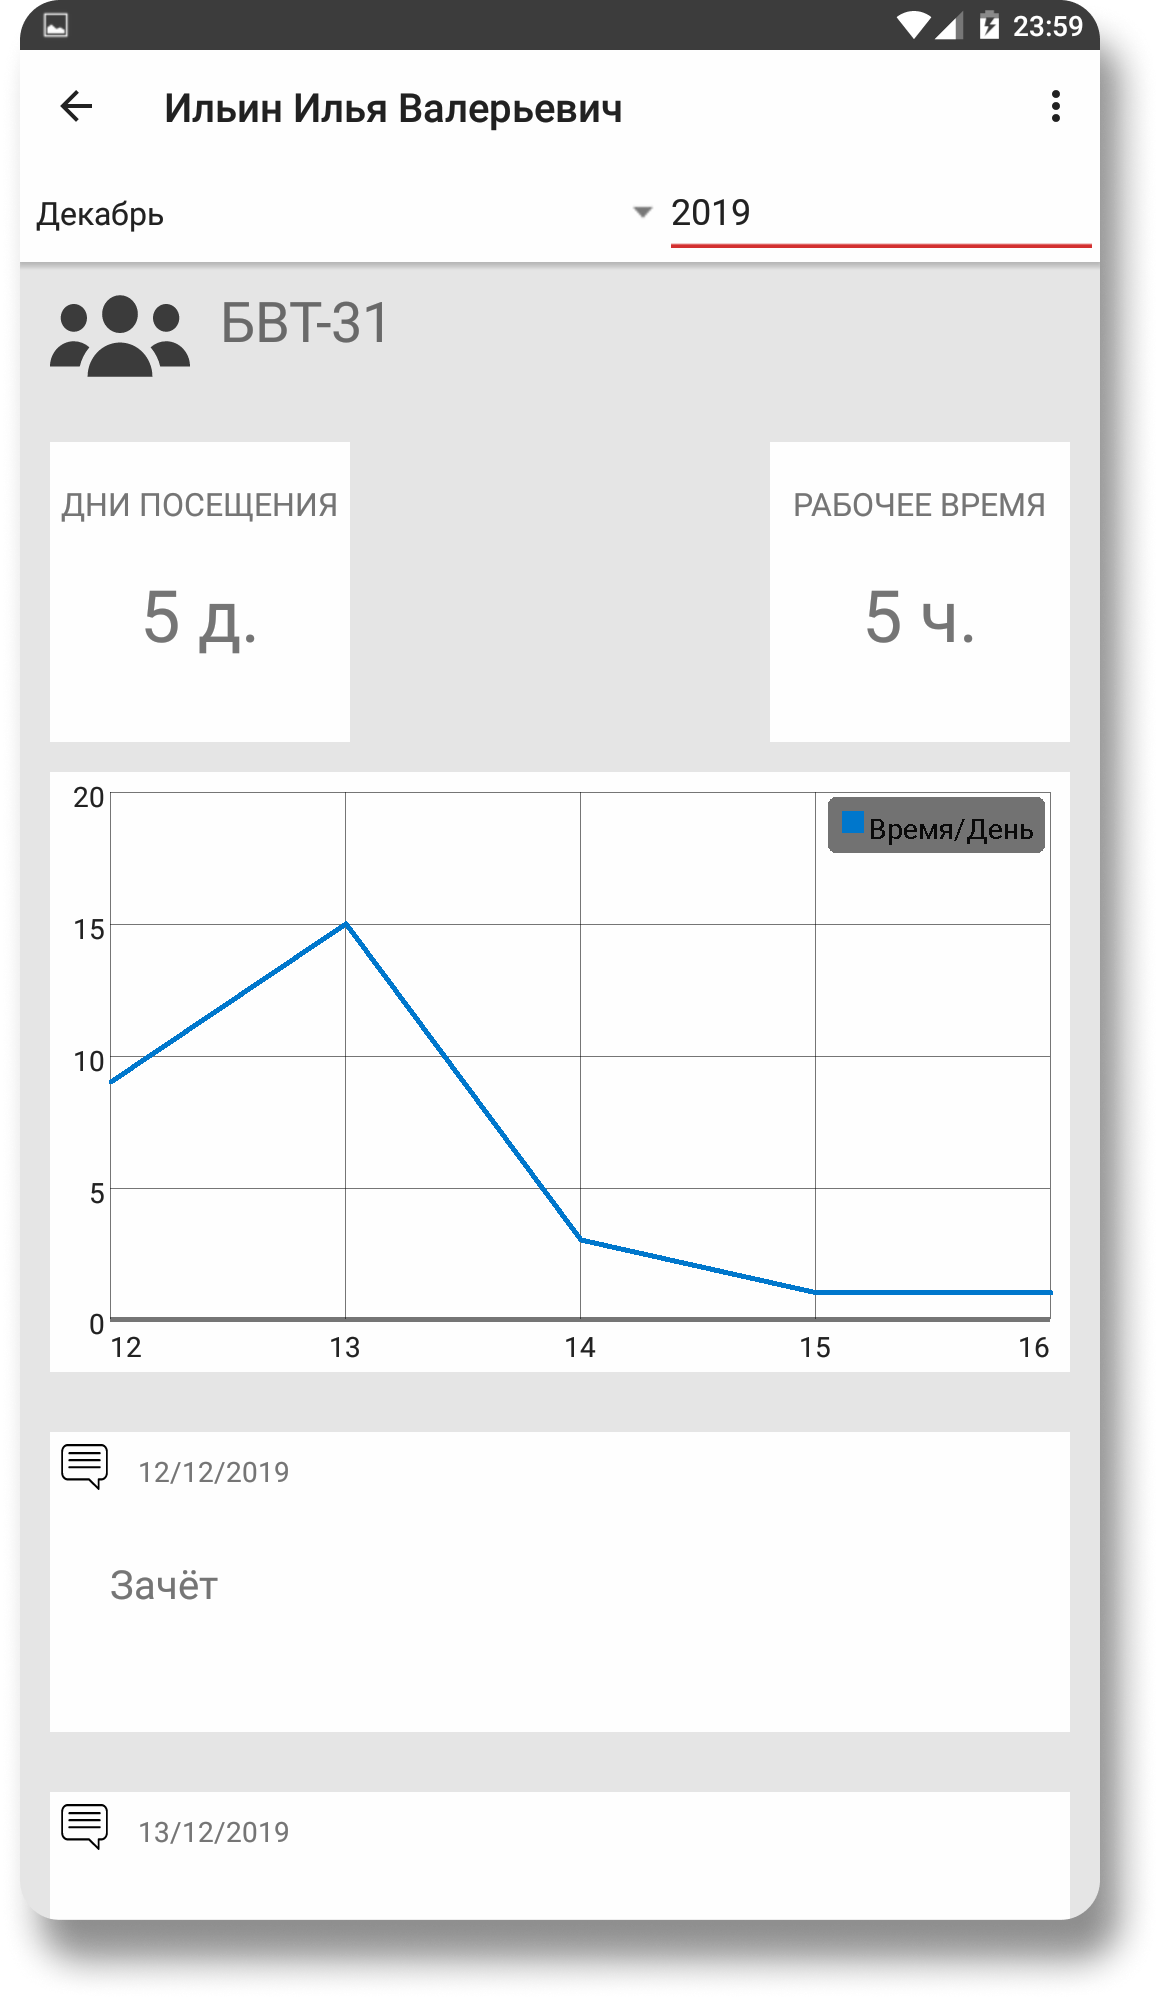 23:59
Ильин Илья Валерьевич
Декабрь 2019
БВТ-31
ДНИ ПОСЕЩЕНИЯ
5 д.
РАБОЧЕЕ ВРЕМЯ
5 ч.
Время/День
20
15
10
5
0
12 13 14 15 16
12/12/2019
Зачёт
13/12/2019